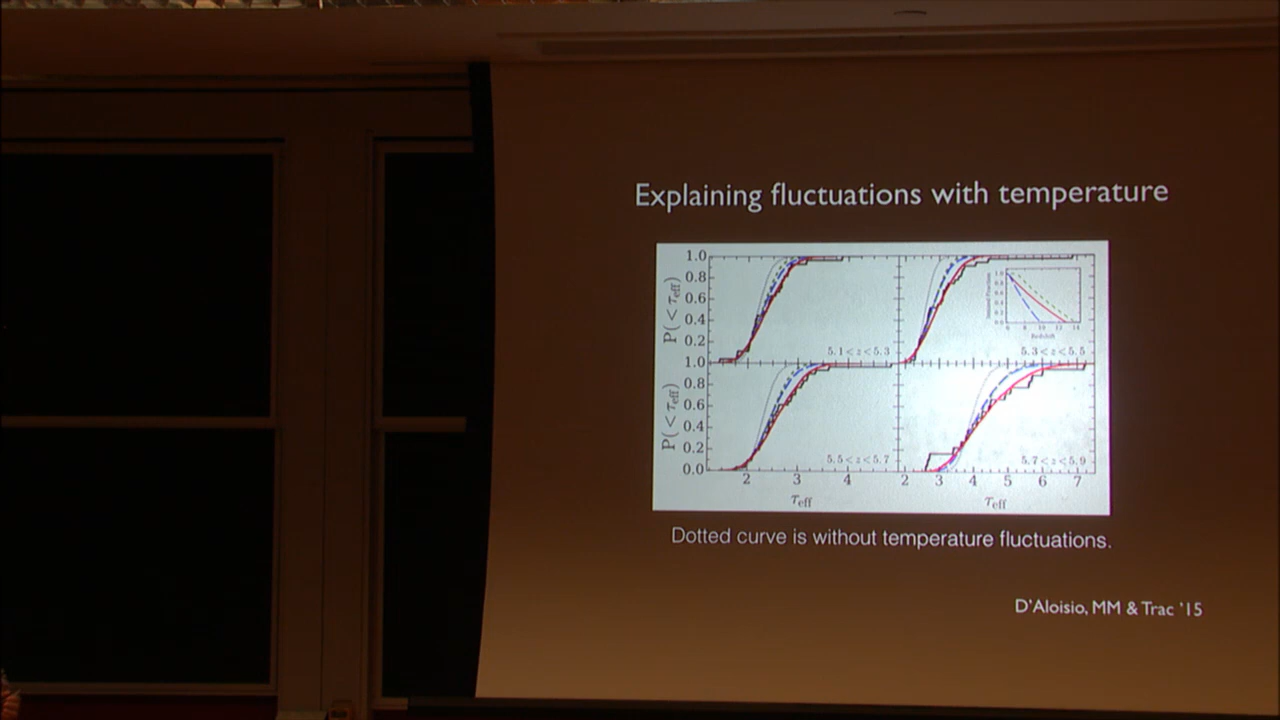 Explaining fluctuations with temperature
P(< τeff)
1.0
0.8
0.6
0.4
0.2
5.1<z<5.3
5.3<z<5.5
Redshift
P(< τeff)
1.0
0.8
0.6
0.4
0.2
0.0
5.5<z<5.7
5.7<z<5.9
2 3 4 2 3 4 5 6 7
τeff τeff
Dotted curve is without temperature fluctuations.
D'Aloisio, MM & Trac '15